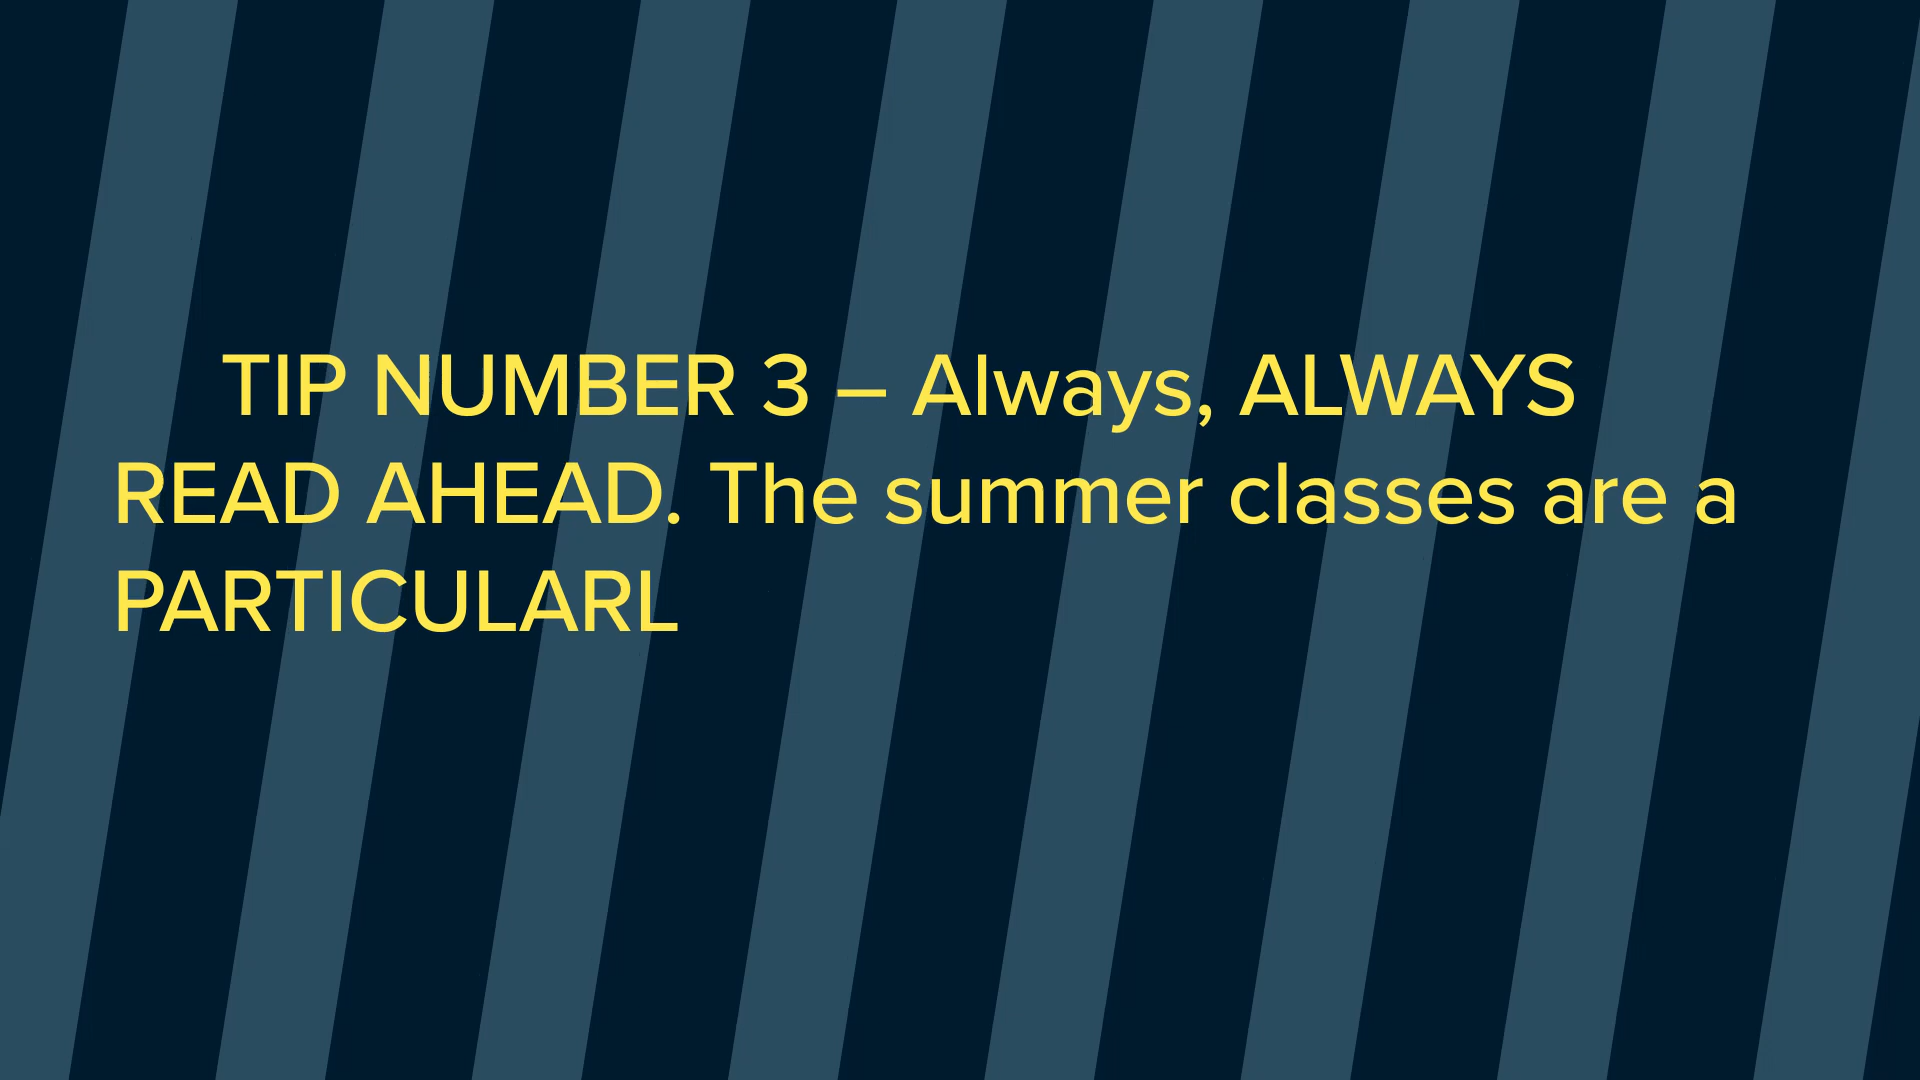 TIP NUMBER 3 – Always, ALWAYS
READ AHEAD. The summer classes are a
PARTICULARL